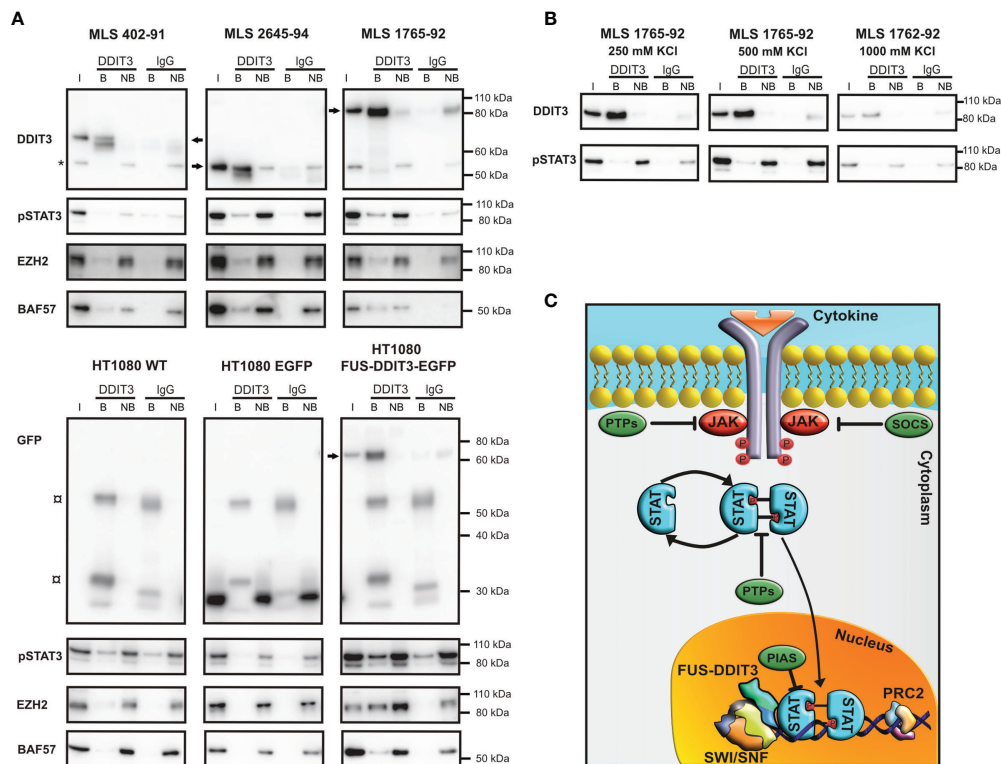 A
MLS 402-91 MLS 2645-94 MLS 1765-92
DDIT3 IgG DDIT3 IgG DDIT3 IgG
I B NB B NB I B NB B NB I B NB B NB
110 kDa
80 kDa
DDIT3
60 kDa
*
50 kDa
pSTAT3
110 kDa
80 kDa
EZH2
110 kDa
80 kDa
BAF57
50 kDa
HT1080 WT HT1080 EGFP HT1080
FUS-DDIT3-EGFP
DDIT3 IgG DDIT3 IgG DDIT3 IgG
I B NB B NB I B NB B NB I B NB B NB
GFP
80 kDa
60 kDa
¤
50 kDa
40 kDa
¤
30 kDa
pSTAT3
110 kDa
80 kDa
EZH2
110 kDa
80 kDa
BAF57
50 kDa
B
MLS 1765-92 MLS 1765-92 MLS 1762-92
250 mM KCl 500 mM KCl 1000 mM KCl
DDIT3 IgG DDIT3 IgG DDIT3 IgG
I B NB B NB I B NB B NB I B NB B NB
DDIT3
110 kDa
80 kDa
pSTAT3
110 kDa
80 kDa
C
Cytokine
PTPs JAK JAK SOCS
P P
P P
Cytoplasm
STAT STAT STAT
PTPs
Nucleus
PIAS
FUS-DDIT3
PRC2
STAT STAT
SWI/SNF